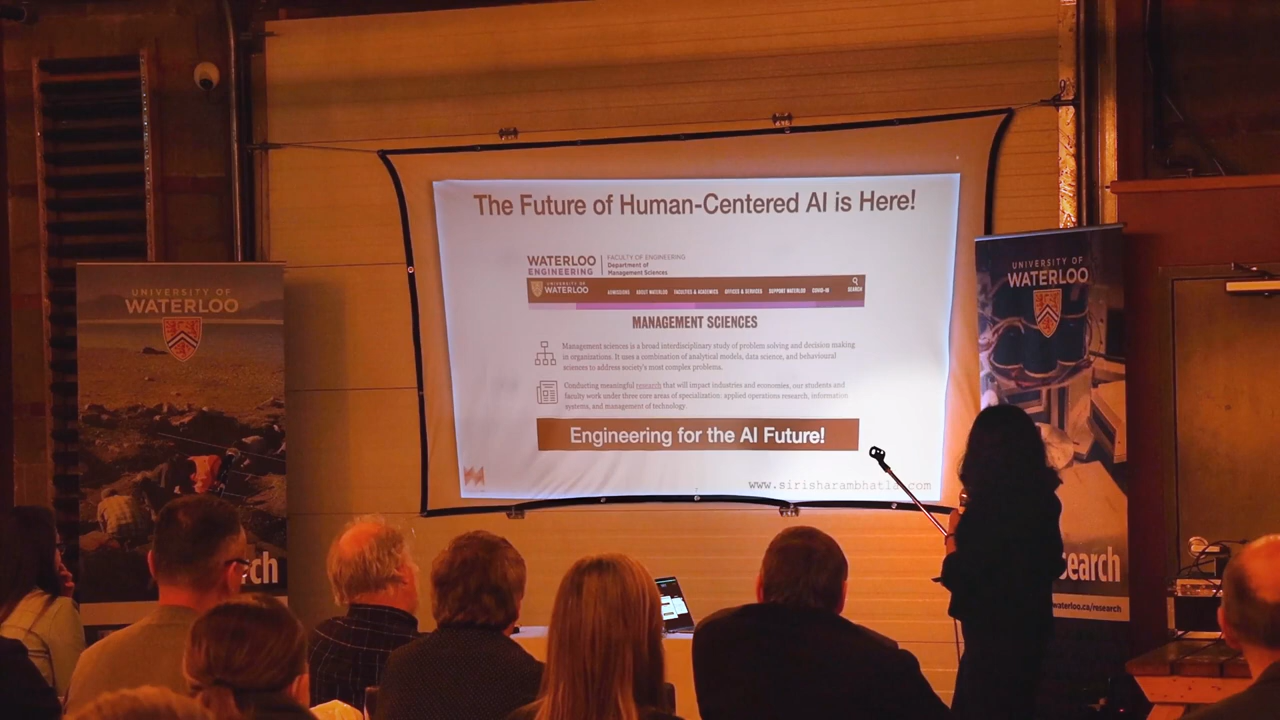 The Future of Human-Centered AI is Here!
WATERLOO
ENGINEERING
FACULTY OF ENGINEERING
Department of
Management Sciences
UNIVERSITY OF
WATERLOO
ADMISSIONS ABOUT WATERLOO FACULTIES & ACADEMICS OFFICES & SERVICES SUPPORT WATERLOO COVID-19
SEARCH
MANAGEMENT SCIENCES
Management sciences is a broad interdisciplinary study of problem solving and decision making
in organizations. It uses a combination of analytical models, data science, and behavioural
sciences to address society's most complex problems.
Conducting meaningful research that will impact industries and economies, our students and
faculty work under three core areas of specialization: applied operations research, information
systems, and management of technology.
Engineering for the AI Future!
www.sirisharambhatla.com
UNIVERSITY OF
WATERLOO
ch
UNIVERSITY OF
WATERLOO
search
waterloo.ca/research